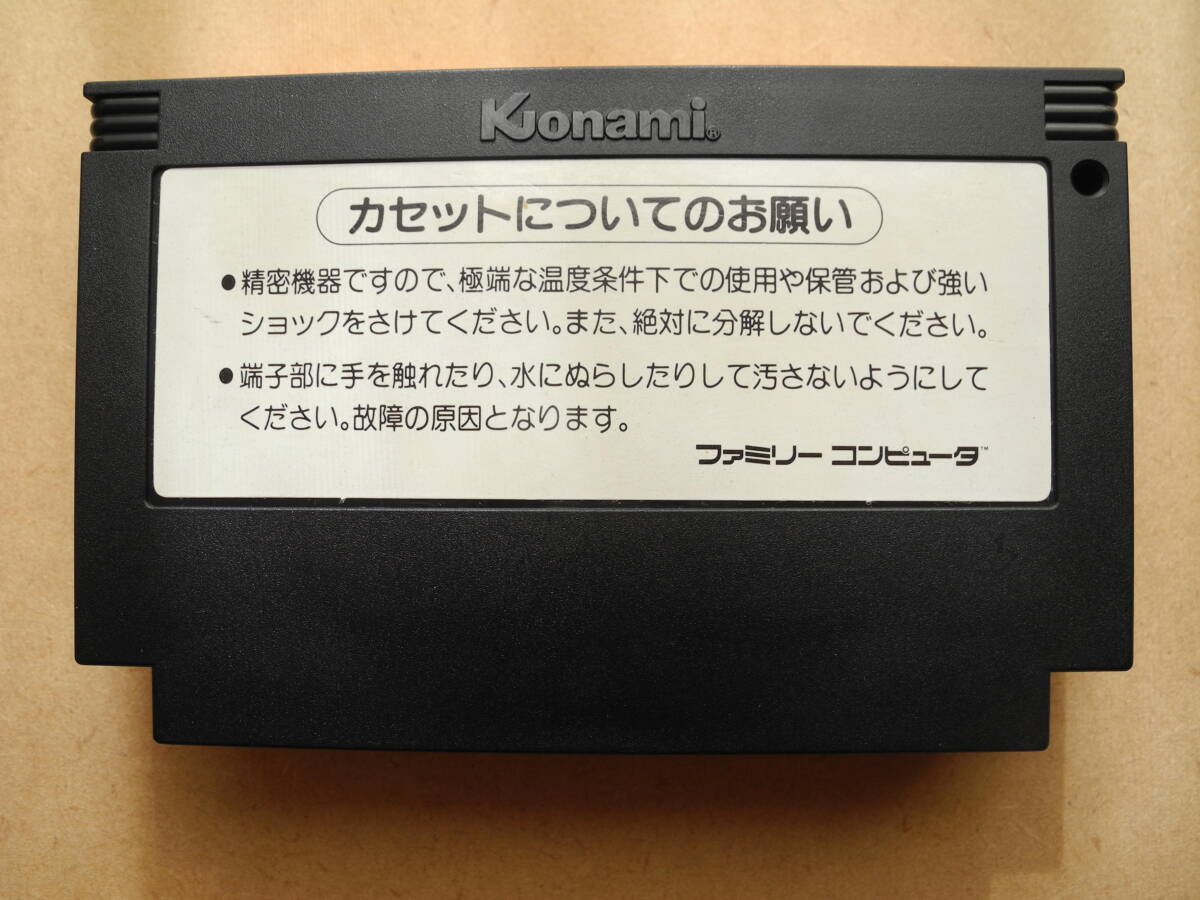 Konami®
カセットについてのお願い
●精密機器ですので、極端な温度条件下での使用や保管および強い
ショックをさけてください。また、絶対に分解しないでください。
●端子部に手を触れたり、水にぬらしたりして汚さないようにして
ください。故障の原因となります。
ファミリー コンピュータ™